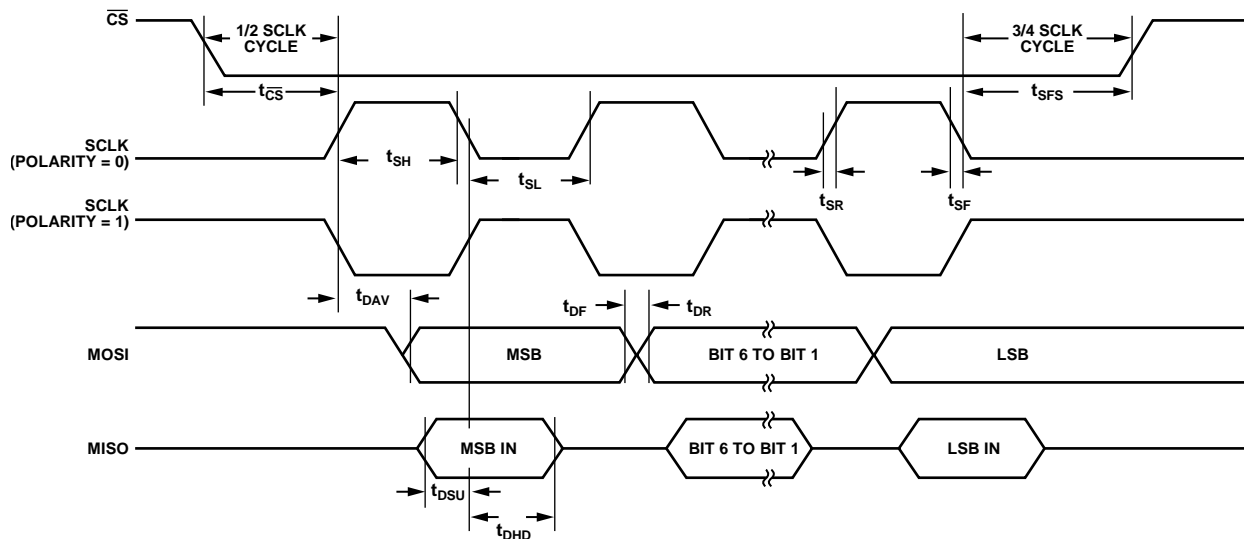 CS
1/2 SCLK
CYCLE
3/4 SCLK
CYCLE
tCS
tSFS
SCLK
(POLARITY = 0)
tSH
tSL
tSR
tSF
SCLK
(POLARITY = 1)
tDAV
tDF
tDR
MOSI
MSB
BIT 6 TO BIT 1
LSB
MISO
MSB IN
BIT 6 TO BIT 1
LSB IN
tDSU
tDHD